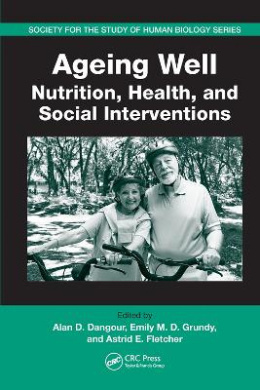 SOCIETY FOR THE STUDY OF HUMAN BIOLOGY SERIES
Ageing Well
Nutrition, Health, and
Social Interventions
Edited by
Alan D. Dangour, Emily M. D. Grundy,
and Astrid E. Fletcher
CRC Press
Taylor & Francis Group